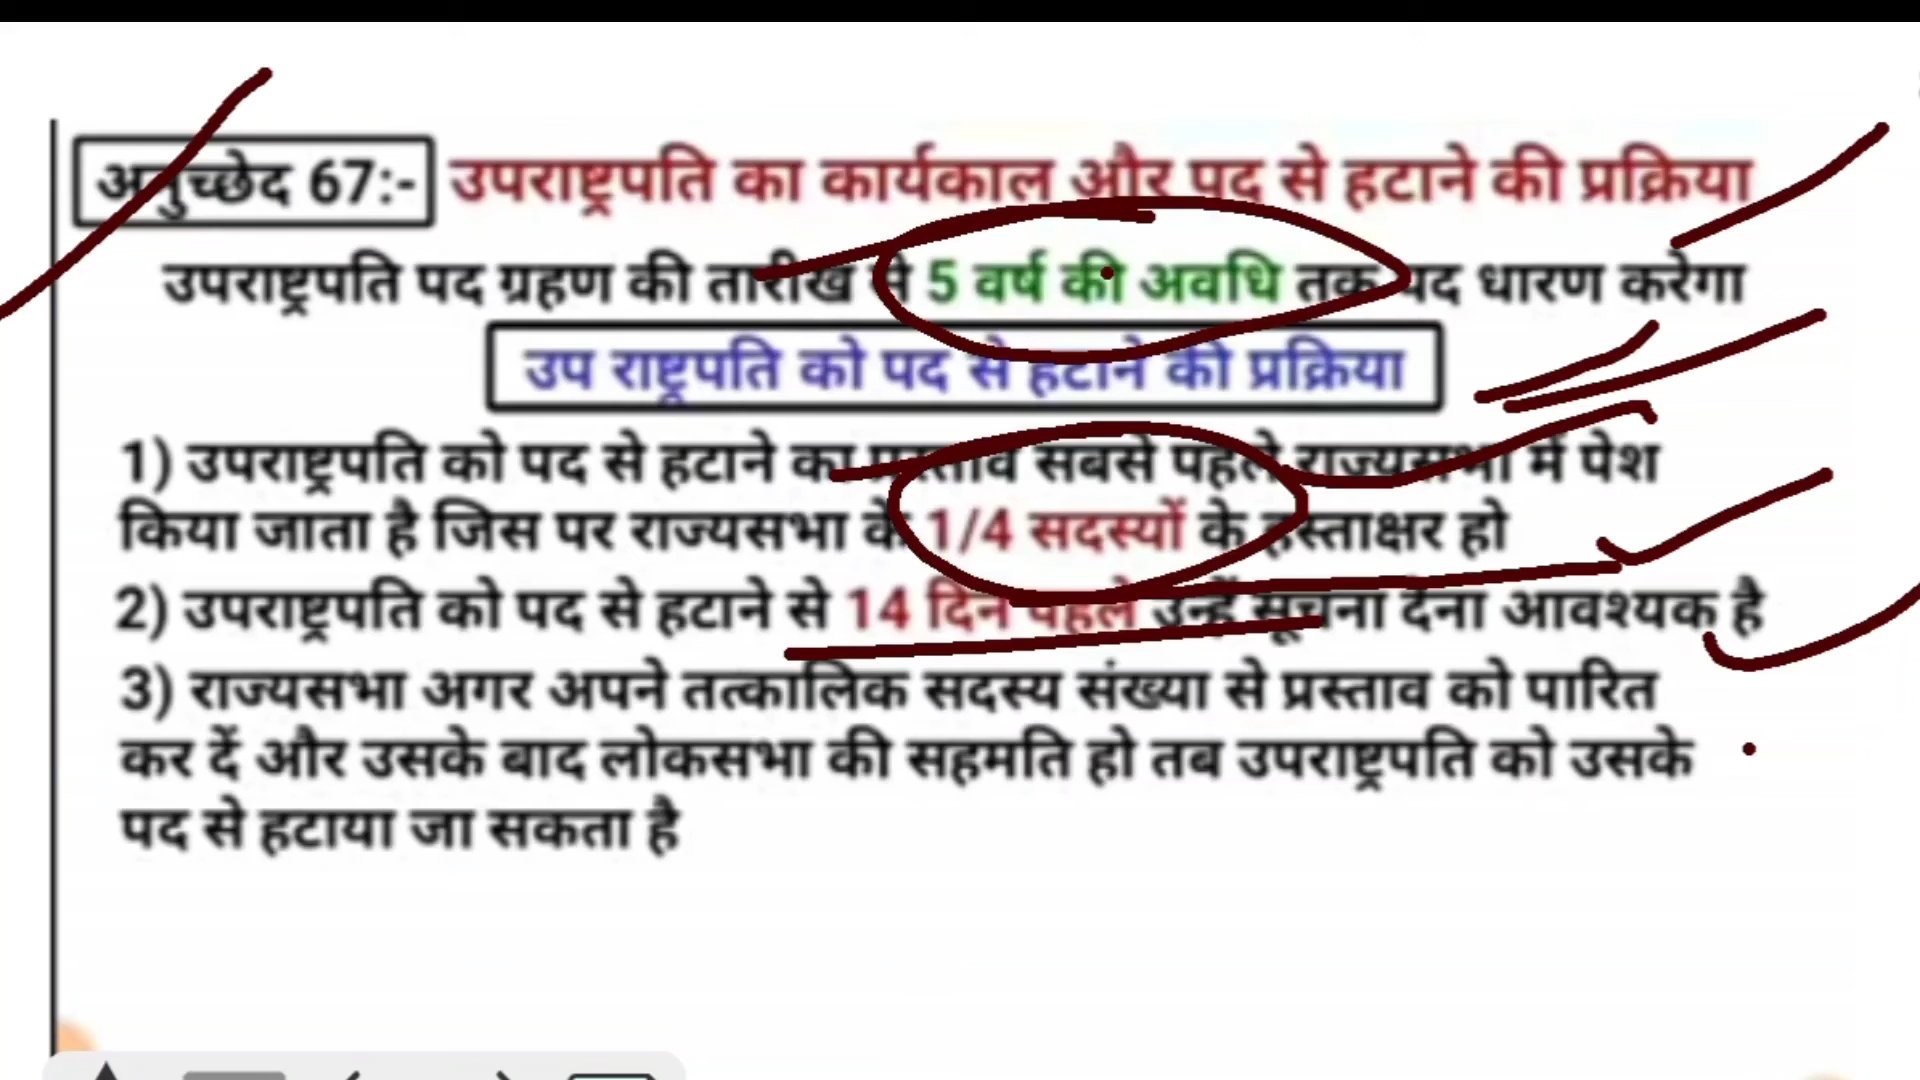 अनुच्छेद 67:- उपराष्ट्रपति का कार्यकाल और पद से हटाने की प्रक्रिया
उपराष्ट्रपति पद ग्रहण की तारीख से 5 वर्ष की अवधि तक पद धारण करेगा
उप राष्ट्रपति को पद से हटाने की प्रक्रिया
1) उपराष्ट्रपति को पद से हटाने का प्रस्ताव सबसे पहले राज्यसभा में पेश
किया जाता है जिस पर राज्यसभा के 1/4 सदस्यों के हस्ताक्षर हो
2) उपराष्ट्रपति को पद से हटाने से 14 दिन पहले उन्हें सूचना देना आवश्यक है
3) राज्यसभा अगर अपने तत्कालिक सदस्य संख्या से प्रस्ताव को पारित
कर दें और उसके बाद लोकसभा की सहमति हो तब उपराष्ट्रपति को उसके
पद से हटाया जा सकता है